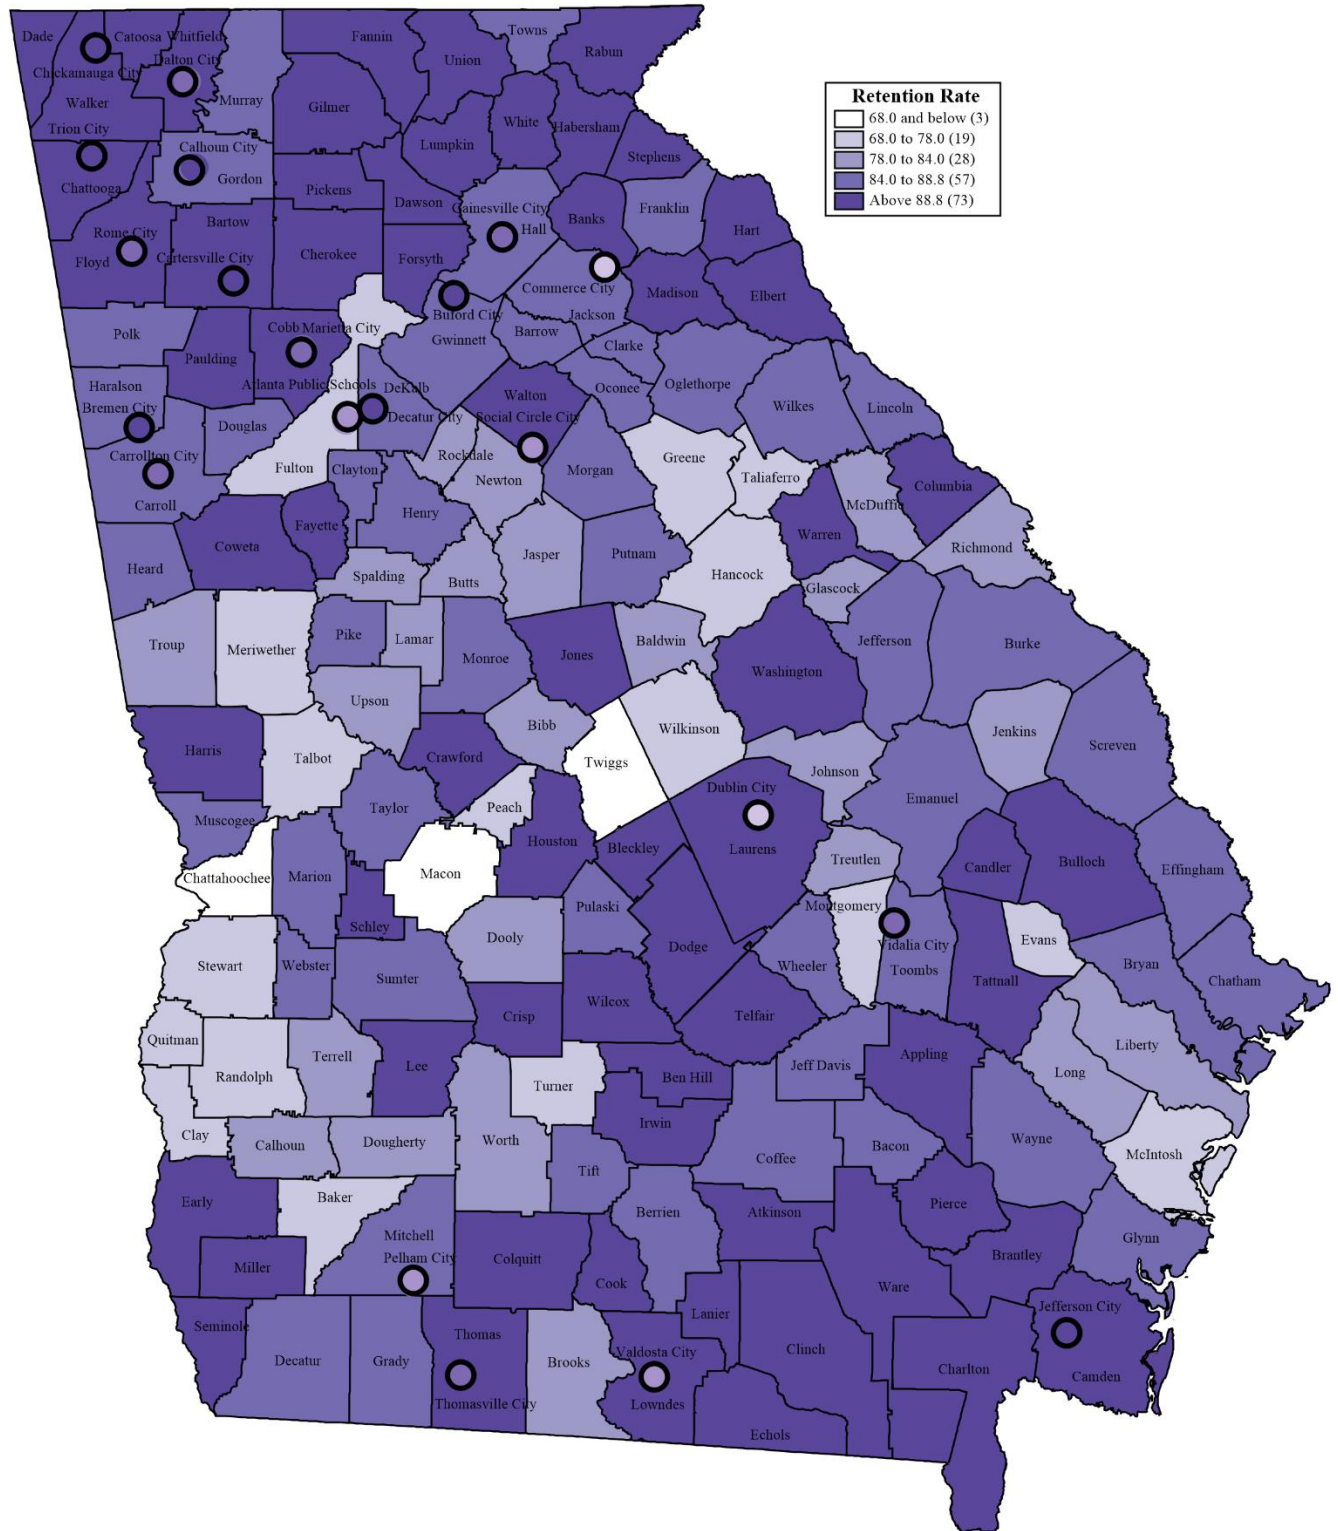 Dade
Catoosa
Whitfield
Fannin
Towns
Rabun
Union
Chickamauga City
Dalton City
Walker
Murray
Gilmer
White
Habersham
Trion City
Lumpkin
Stephens
Calhoun City
Chattooga
Gordon
Pickens
Dawson
Gainesville City
Banks
Franklin
Hart
Rome City
Bartow
Hall
Floyd
Cartersville City
Cherokee
Forsyth
Commerce City
Madison
Elbert
Polk
Cobb
Marietta City
Buford City
Jackson
Paulding
Gwinnett
Barrow
Clarke
Haralson
Atlanta Public Schools
DeKalb
Walton
Oconee
Oglethorpe
Wilkes
Lincoln
Bremen City
Douglas
Decatur City
Social Circle City
Carrollton City
Fulton
Clayton
Rockdale
Newton
Morgan
Greene
Taliaferro
McDuffie
Columbia
Carroll
Coweta
Fayette
Henry
Warren
Richmond
Heard
Spalding
Butts
Jasper
Putnam
Hancock
Glascock
Troup
Meriwether
Pike
Lamar
Monroe
Jones
Baldwin
Washington
Jefferson
Burke
Upson
Bibb
Wilkinson
Jenkins
Screven
Harris
Talbot
Crawford
Twiggs
Johnson
Muscogee
Taylor
Peach
Dublin City
Emanuel
Houston
Bleckley
Laurens
Treutlen
Candler
Bulloch
Effingham
Chattahoochee
Marion
Macon
Schley
Dooly
Pulaski
Dodge
Montgomery
Vidalia City
Evans
Stewart
Webster
Sumter
Wheeler
Toombs
Tattnall
Bryan
Chatham
Crisp
Wilcox
Telfair
Quitman
Randolph
Terrell
Lee
Turner
Ben Hill
Jeff Davis
Appling
Long
Liberty
Clay
Calhoun
Dougherty
Worth
Irwin
Coffee
Bacon
Wayne
McIntosh
Early
Baker
Tift
Berrien
Atkinson
Pierce
Mitchell
Miller
Pelham City
Colquitt
Cook
Ware
Brantley
Glynn
Seminole
Decatur
Grady
Thomas
Brooks
Lanier
Valdosta City
Clinch
Charlton
Jefferson City
Camden
Thomasville City
Lowndes
Echols
Retention Rate
68.0 and below (3)
68.0 to 78.0 (19)
78.0 to 84.0 (28)
84.0 to 88.8 (57)
Above 88.8 (73)